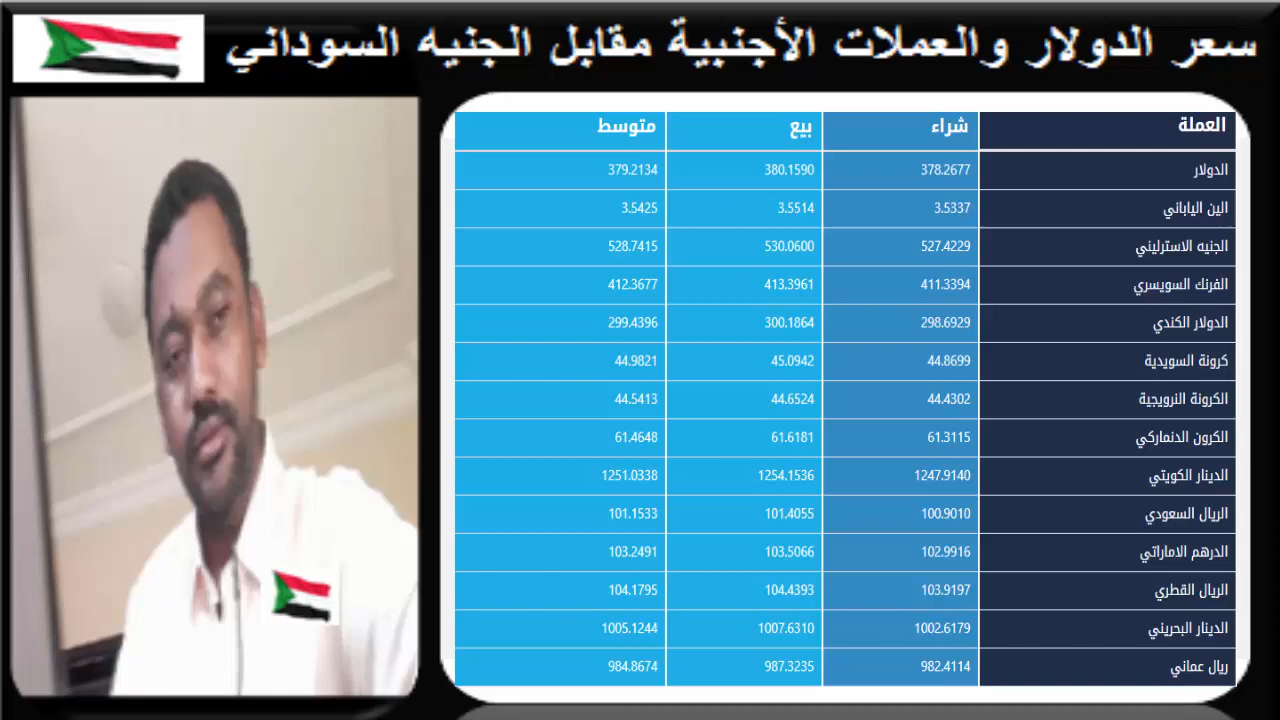 سعر الدولار والعملات الأجنبية مقابل الجنيه السوداني
العملة شراء بيع متوسط
الدولار 378.2677 380.1590 379.2134
الين الياباني 3.5337 3.5514 3.5425
الجنيه الاسترليني 527.4229 530.0600 528.7415
الفرنك السويسري 411.3394 413.3961 412.3677
الدولار الكندي 298.6929 300.1864 299.4396
كرونة السويدية 44.8699 45.0942 44.9821
الكرونة النرويجية 44.4302 44.6524 44.5413
الكرون الدنماركي 61.3115 61.6181 61.4648
الدينار الكويتي 1247.9140 1254.1536 1251.0338
الريال السعودي 100.9010 101.4055 101.1533
الدرهم الاماراتي 102.9916 103.5066 103.2491
الريال القطري 103.9197 104.4393 104.1795
الدينار البحريني 1002.6179 1007.6310 1005.1244
ريال عماني 982.4114 987.3235 984.8674